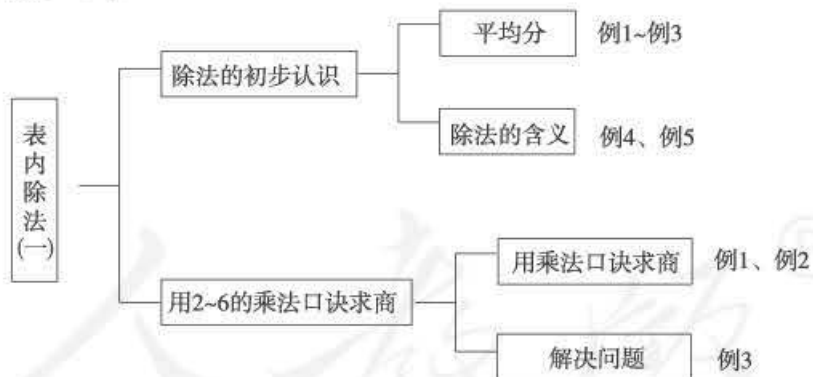 平均分 例1~例3
除法的初步认识
除法的含义 例4、例5
表内除法(一)
用乘法口诀求商 例1、例2
用2~6的乘法口诀求商
解决问题 例3